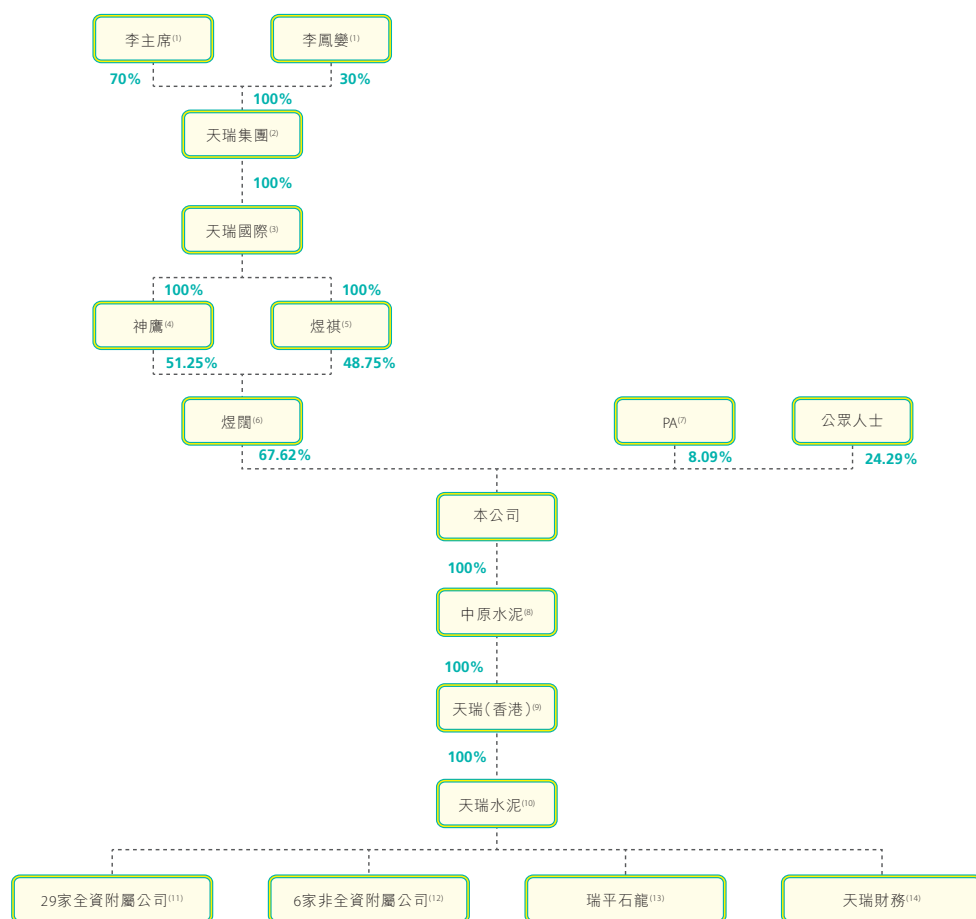 李主席(1)
李鳳孌(1)
70%
30%
100%
天瑞集團(2)
100%
天瑞國際(3)
100%
100%
神鷹(4)
煜祺(5)
51.25%
48.75%
煜闊(6)
PA(7)
公眾人士
67.62%
8.09%
24.29%
本公司
100%
中原水泥(8)
100%
天瑞(香港)(9)
100%
天瑞水泥(10)
29家全資附屬公司(11)
6家非全資附屬公司(12)
瑞平石龍(13)
天瑞財務(14)